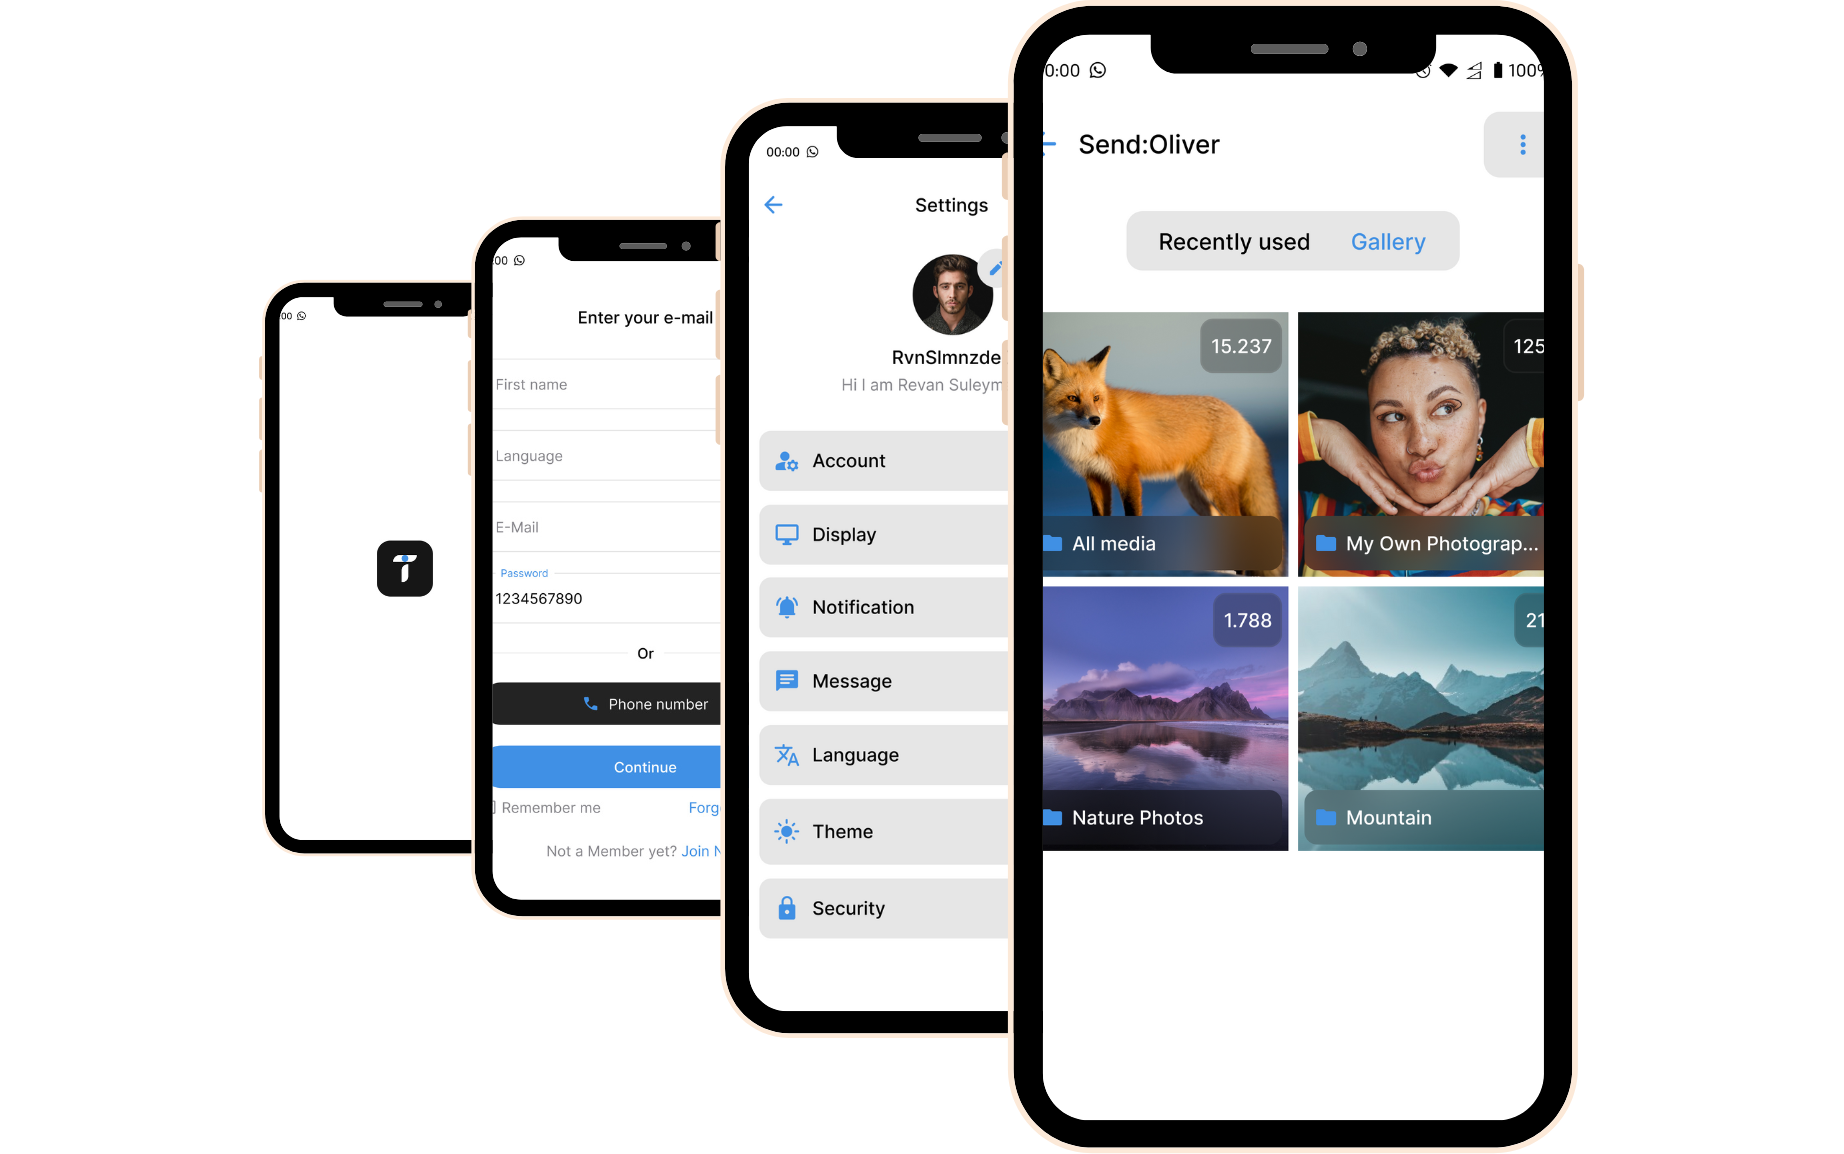 00
00
Enter your e-mail
First name
Language
E-Mail
Password
1234567890
Or
Phone number
Continue
Remember me
Forg
Not a Member yet? Join N
00:00
Settings
RvnSlmnzde
Hi I am Revan Suleym
Account
Display
Notification
Message
Language
Theme
Security
0:00
100%
Send:Oliver
Recently used Gallery
15.237
125
All media
My Own Photograp...
1.788
21
Nature Photos
Mountain